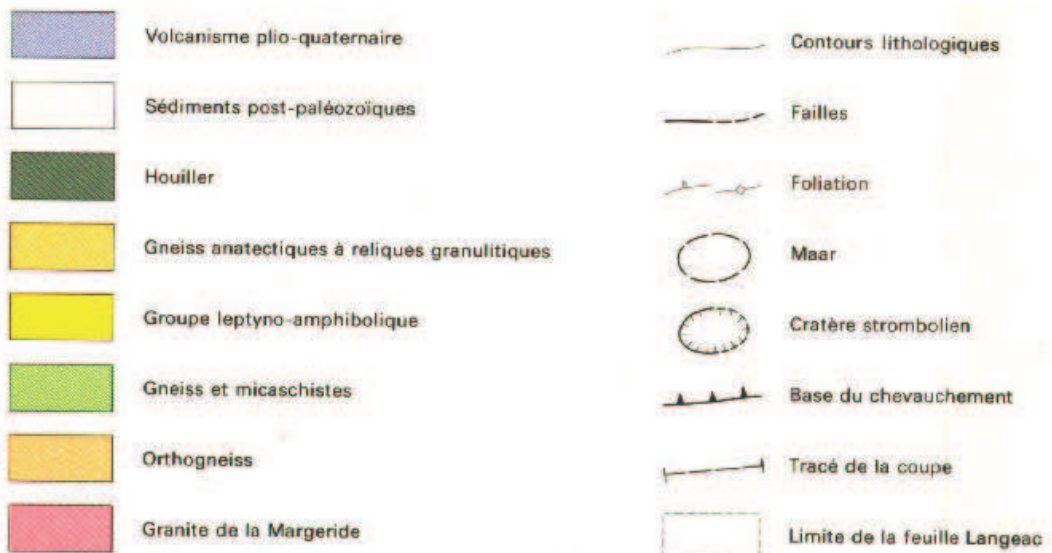 Volcanisme plio-quaternaire
Sédiments post-paléozoïques
Houiller
Gneiss anatectiques à reliques granulitiques
Groupe leptyno-amphibolique
Gneiss et micaschistes
Orthogneiss
Granite de la Margeride
Contours lithologiques
Failles
Foliation
Maar
Cratère strombolien
Base du chevauchement
Tracé de la coupe
Limite de la feuille Langeac